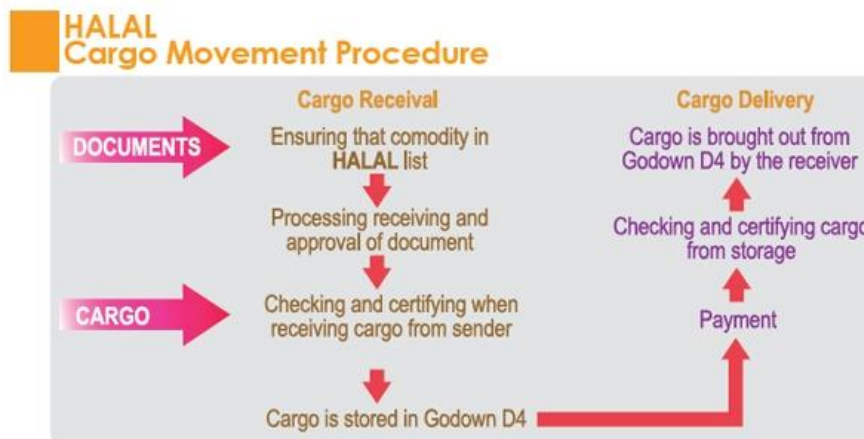 HALAL
Cargo Movement Procedure
Cargo Receival
Cargo Delivery
DOCUMENTS
Ensuring that comodity in
HALAL list
Processing receiving and
approval of document
CARGO
Checking and certifying when
receiving cargo from sender
Cargo is stored in Godown D4
Payment
Checking and certifying cargo
from storage
Cargo is brought out from
Godown D4 by the receiver